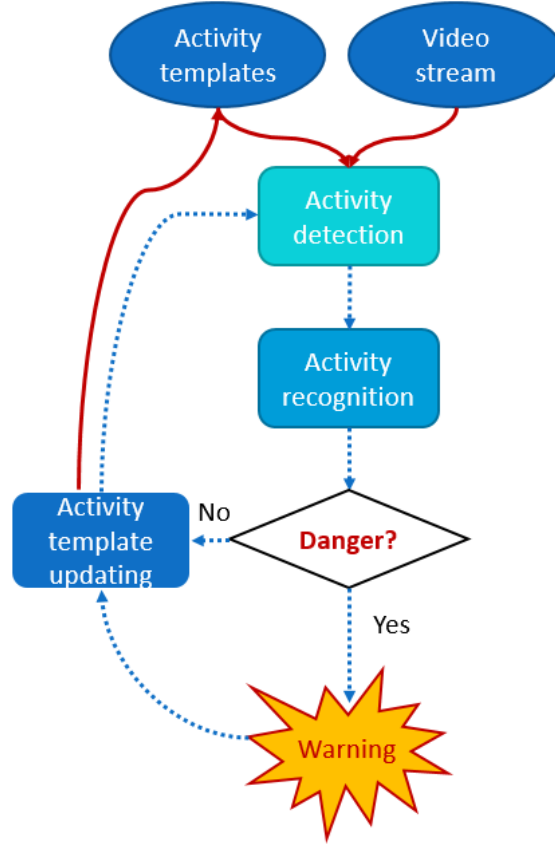 Activity
templates
Video
stream
Activity
detection
Activity
recognition
Activity
template
updating
No
Danger?
Yes
Warning